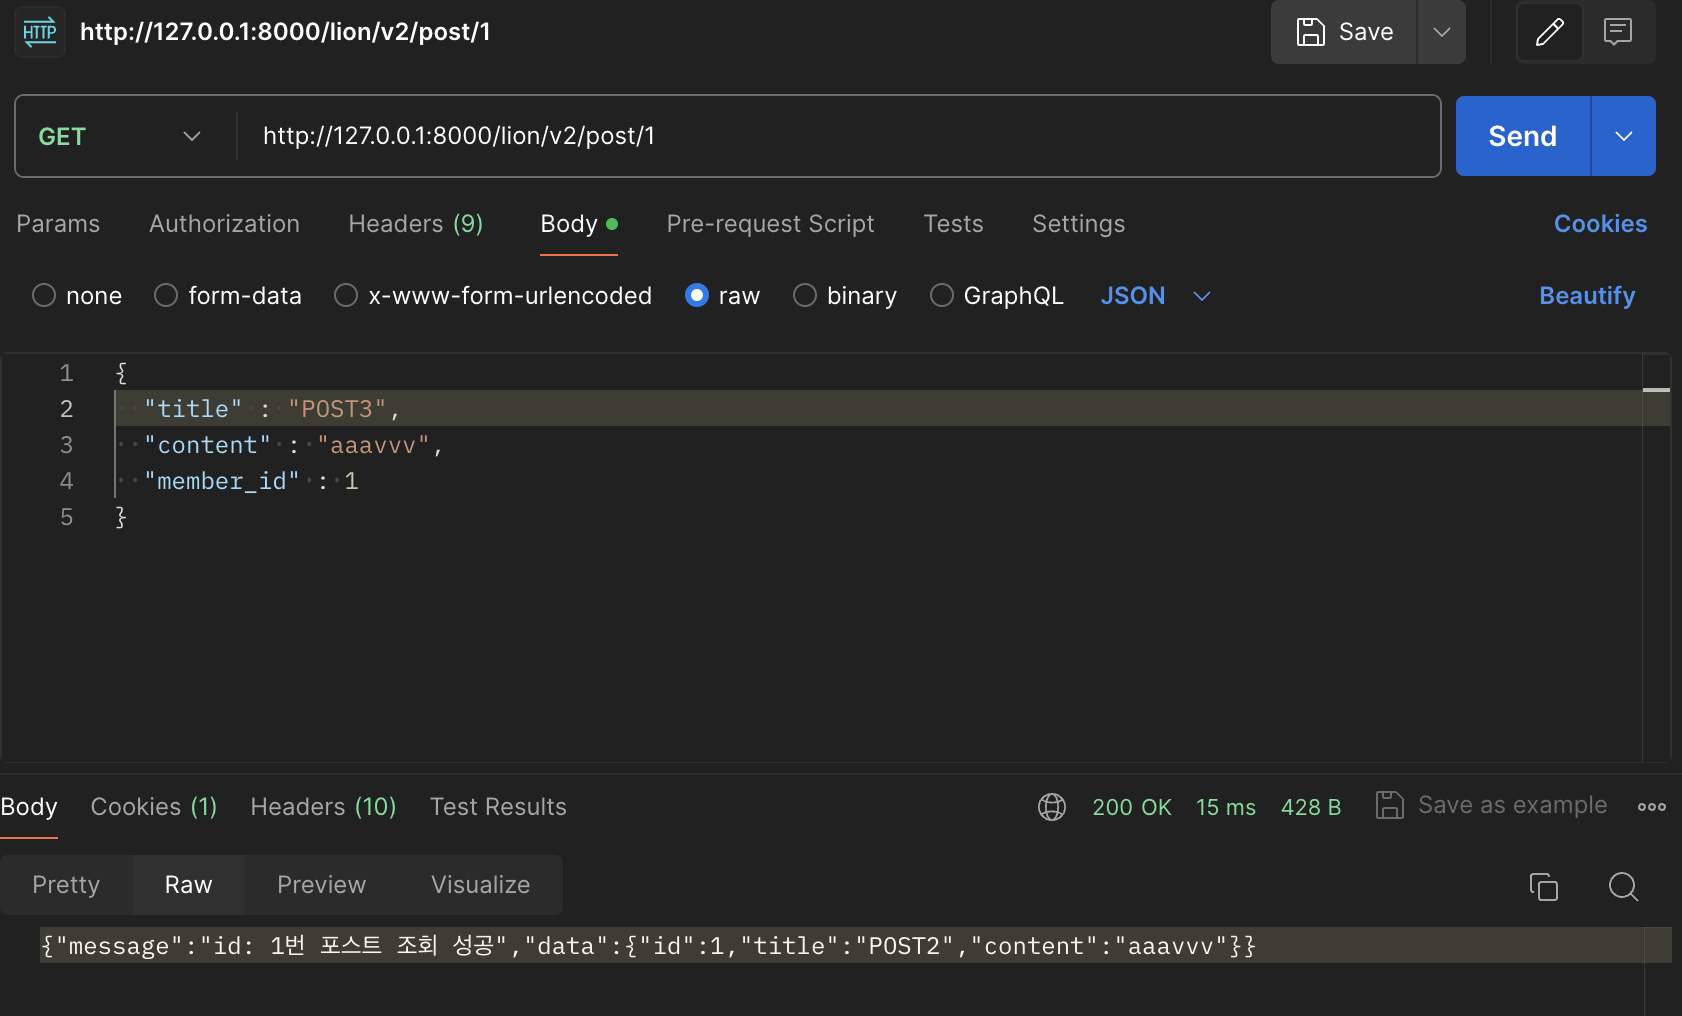 HTTP http://127.0.0.1:8000/lion/v2/post/1 Save
GET http://127.0.0.1:8000/lion/v2/post/1 Send
Params Authorization Headers (9) Body Pre-request Script Tests Settings Cookies
none form-data x-www-form-urlencoded raw binary GraphQL JSON Beautify
1 {
2 "title" : "POST3",
3 "content" : "aaavvv",
4 "member_id" : 1
5 }
Body Cookies (1) Headers (10) Test Results 200 OK 15 ms 428 B Save as example
Pretty Raw Preview Visualize
{"message":"id: 1번 포스트 조회 성공","data":{"id":1,"title":"POST2","content":"aaavvv"}}